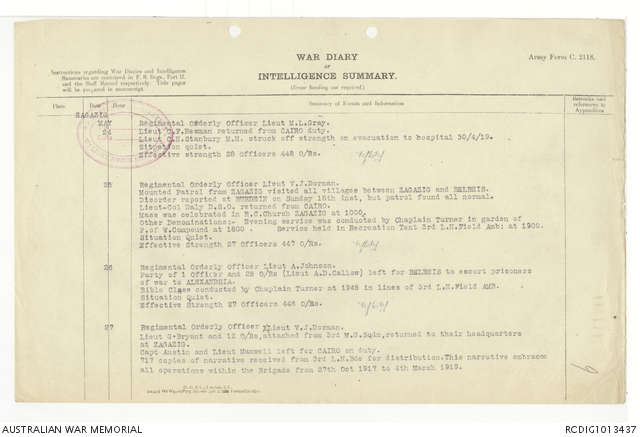 WAR DIARY
or
INTELLIGENCE SUMMARY.
(Erase heading not required.)
Army Form C. 2118.
Instructions regarding War Diaries and Intelligence
Summaries are contained in F. S. Regs., Part II.
and the Staff Manual respectively. Title pages
will be prepared in manuscript.
Place Date Hour Summary of Events and Information Remarks and
references to
Appendices
ZAGAZIG
MAY
24 Regimental Orderly Officer Lieut M.L.Gray.
Lieut C.F.Newman returned from CAIRO duty.
Lieut C.H.Stanbury M.M. struck off strength on evacuation to hospital 30/4/19.
Situation quiet.
Effective strength 28 Officers 448 O/Rs
25 Regimental Orderly Officer Lieut V.J.Dorman.
Mounted Patrol from ZAGAZIG visited all villages between ZAGAZIG and BELBEIS.
Disorder reported at on Sunday 18th inst, but patrol found all normal.
Lieut-Col Daly D.S.O. returned from CAIRO.
Mass was celebrated in R.C.Church ZAGAZIG at 1000.
Other Denominations:- Evening service was conducted by Chaplain Turner in garden of
P.of W.Compound at 1800 . Service held in Recreation Tent 3rd L.H.Field Amb: at 1900.
Situation Quiet.
Effective Strength 27 Officers 447 O/Rs.
26 Regimental Orderly Officer Lieut A.Johnson.
Party of 1 Officer and 28 O/Rs (Lieut A.D.Callow) left for BELBEIS to escort prisoners
of war to ALEXANDRIA.
Bible Class conducted by Chaplain Turner at 1945 in lines of 3rd L.H.Field AMB.
Situation Quiet.
Effective Strength 27 Officers 446 O/Rs.
27 Regimental Orderly Officer Lieut V.J.Dorman.
Lieut G.Bryant and 12 O/Rs,attached from 3rd M.G.Sqdn,returned to their headquarters
at ZAGAZIG.
Capt Austin and Lieut Maxwell left for CAIRO on duty.
717 copies of narrative received from 3rd L.H.Bde for distribution.This narrative embraces
all operations within the Brigade from 27th Oct 1917 to 4th March 1919.
AUSTRALIAN WAR MEMORIAL
RCDIG1013437